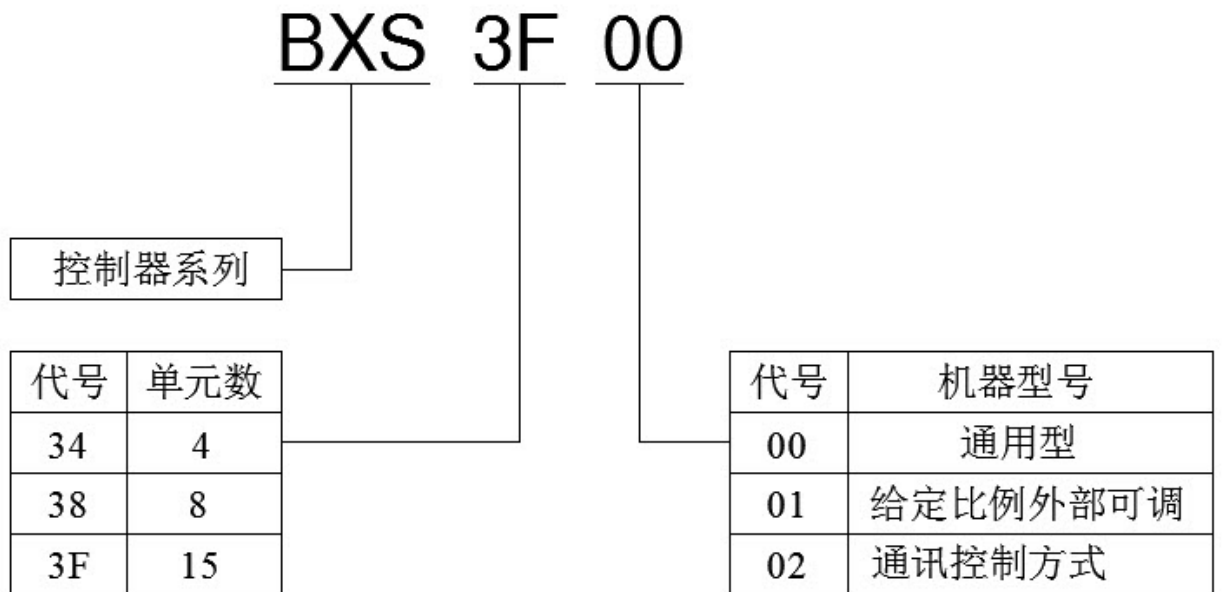 BXS 3F 00
控制器系列
代号 单元数
34 4
38 8
3F 15
代号 机器型号
00 通用型
01 给定比例外部可调
02 通讯控制方式